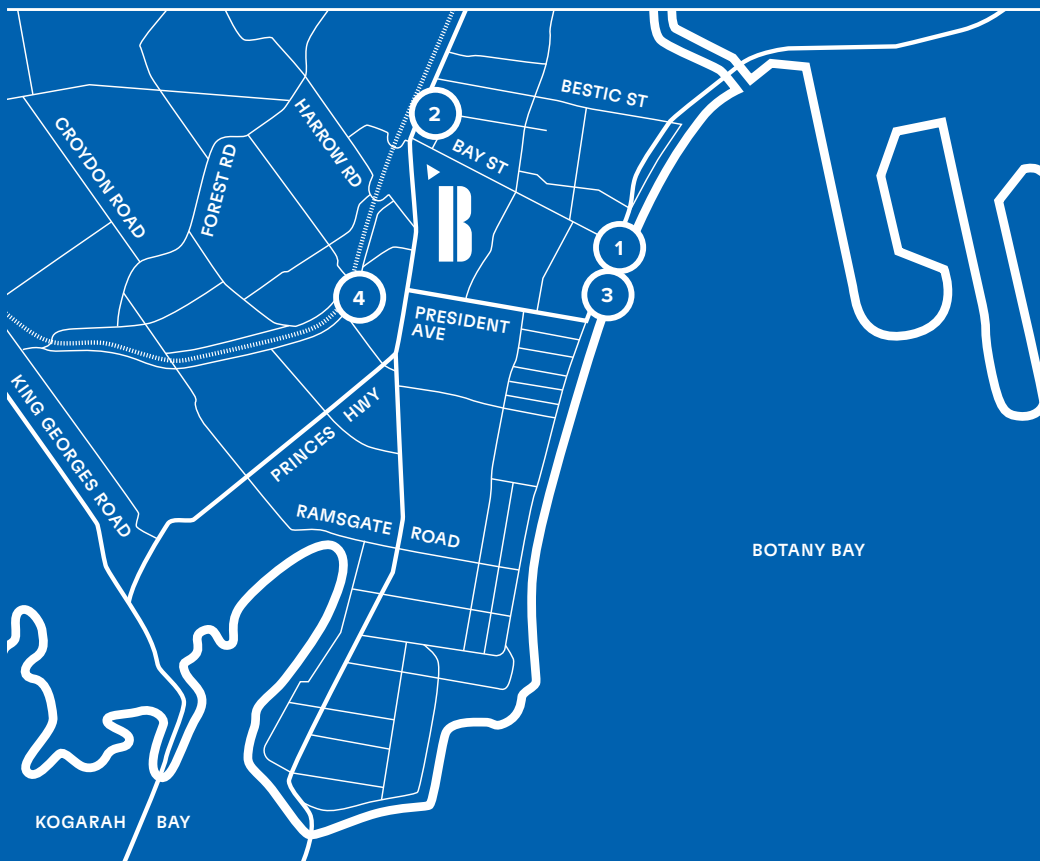 BESTIC ST
2
HARROW RD
CROYDON ROAD
BAY ST
FOREST RD
B
1
4
3
PRESIDENT
AVE
KING GEORGES ROAD
PRINCES HWY
RAMSGATE ROAD
BOTANY BAY
KOGARAH BAY